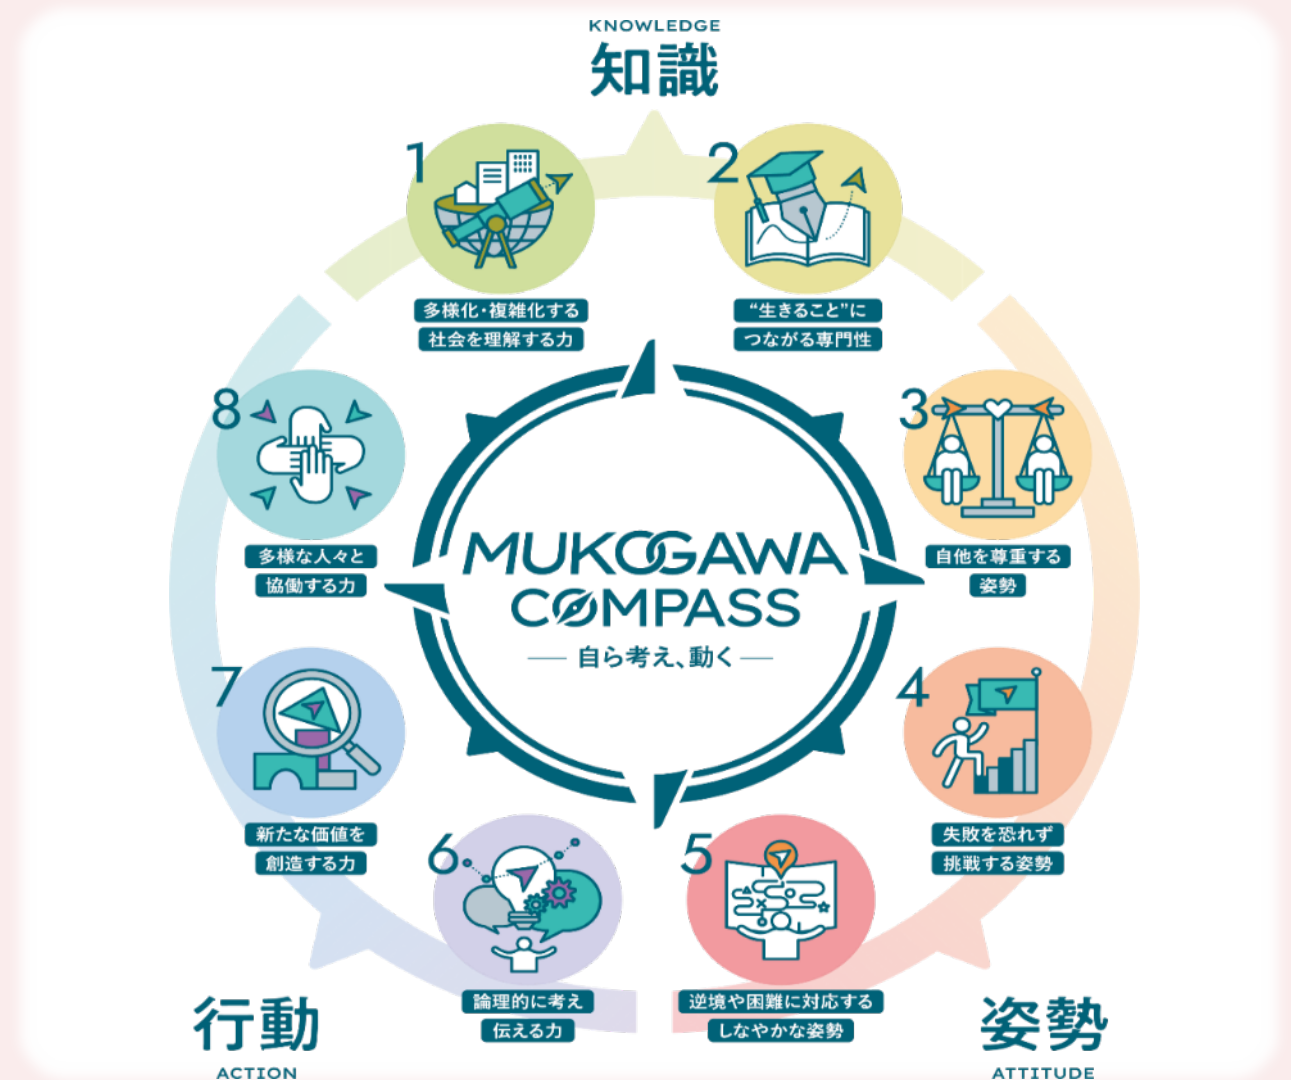 KNOWLEDGE
知識
1
多様化・複雑化する
社会を理解する力
2
“生きること”に
つながる専門性
3
自他を尊重する
姿勢
4
失敗を恐れず
挑戦する姿勢
5
逆境や困難に対応する
しなやかな姿勢
6
論理的に考え
伝える力
7
新たな価値を
創造する力
8
多様な人々と
協働する力
MUKOGAWA
COMPASS
自ら考え、動く
行動
ACTION
姿勢
ATTITUDE